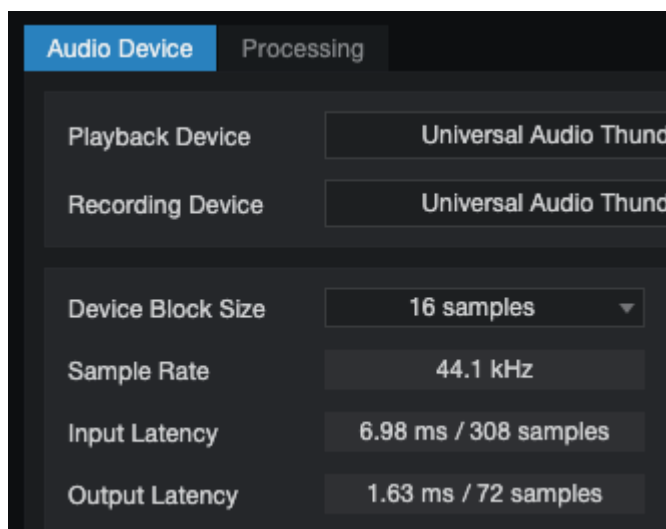 Audio Device Processing
Playback Device Universal Audio Thund
Recording Device Universal Audio Thund
Device Block Size 16 samples
Sample Rate 44.1 kHz
Input Latency 6.98 ms / 308 samples
Output Latency 1.63 ms / 72 samples